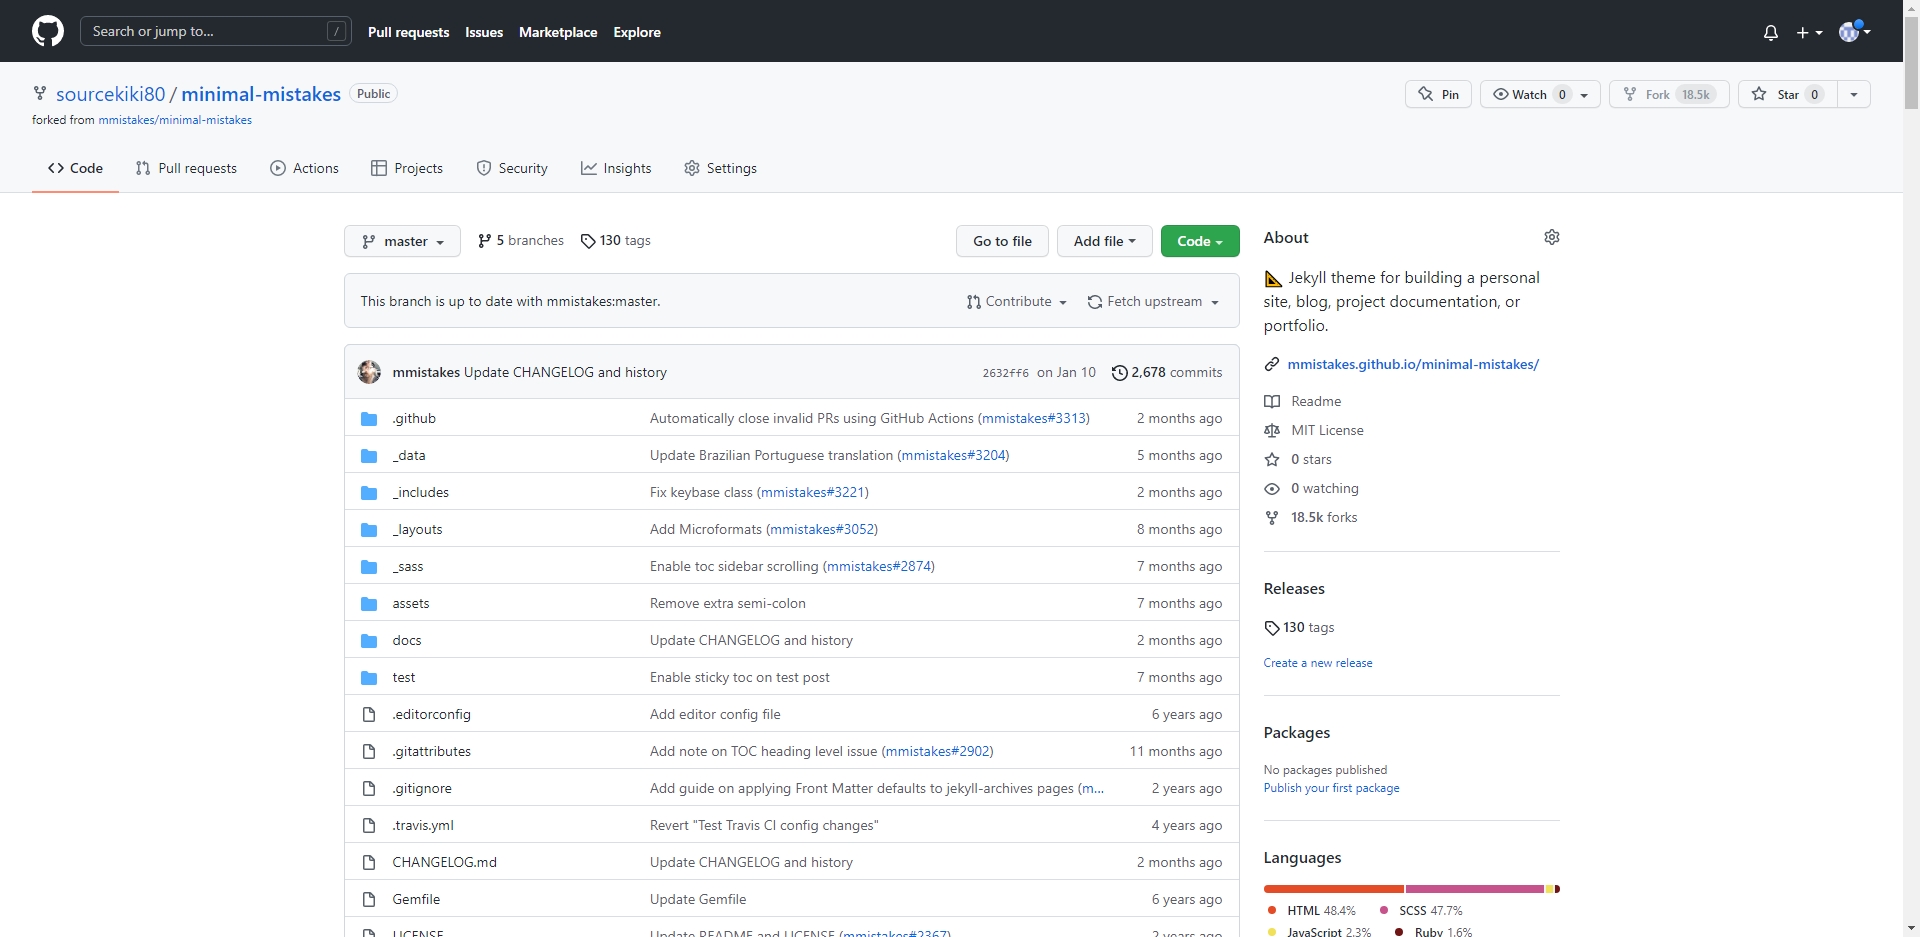 Search or jump to... /
Pull requests Issues Marketplace Explore
sourcekiki80 / minimal-mistakes Public
Pin Watch 0 Fork 18.5k Star 0
forked from mmistakes/minimal-mistakes
Code Pull requests Actions Projects Security Insights Settings
master 5 branches 130 tags Go to file Add file Code
This branch is up to date with mmistakes:master. Contribute Fetch upstream
mmistakes Update CHANGELOG and history 2632ff6 on Jan 10 2,678 commits
.github Automatically close invalid PRs using GitHub Actions (mmistakes#3313) 2 months ago
_data Update Brazilian Portuguese translation (mmistakes#3204) 5 months ago
_includes Fix keybase class (mmistakes#3221) 2 months ago
_layouts Add Microformats (mmistakes#3052) 8 months ago
_sass Enable toc sidebar scrolling (mmistakes#2874) 7 months ago
assets Remove extra semi-colon 7 months ago
docs Update CHANGELOG and history 2 months ago
test Enable sticky toc on test post 7 months ago
.editorconfig Add editor config file 6 years ago
.gitattributes Add note on TOC heading level issue (mmistakes#2902) 11 months ago
.gitignore Add guide on applying Front Matter defaults to jekyll-archives pages (m... 2 years ago
.travis.yml Revert "Test Travis CI config changes" 4 years ago
CHANGELOG.md Update CHANGELOG and history 2 months ago
Gemfile Update Gemfile 6 years ago
LICENSE Update README and LICENSE (mmistakes#2367) 2 years ago
About
Jekyll theme for building a personal
site, blog, project documentation, or
portfolio.
mmistakes.github.io/minimal-mistakes/
Readme
MIT License
0 stars
0 watching
18.5k forks
Releases
130 tags
Create a new release
Packages
No packages published
Publish your first package
Languages
HTML 48.4% SCSS 47.7%
JavaScript 2.3% Ruby 1.6%